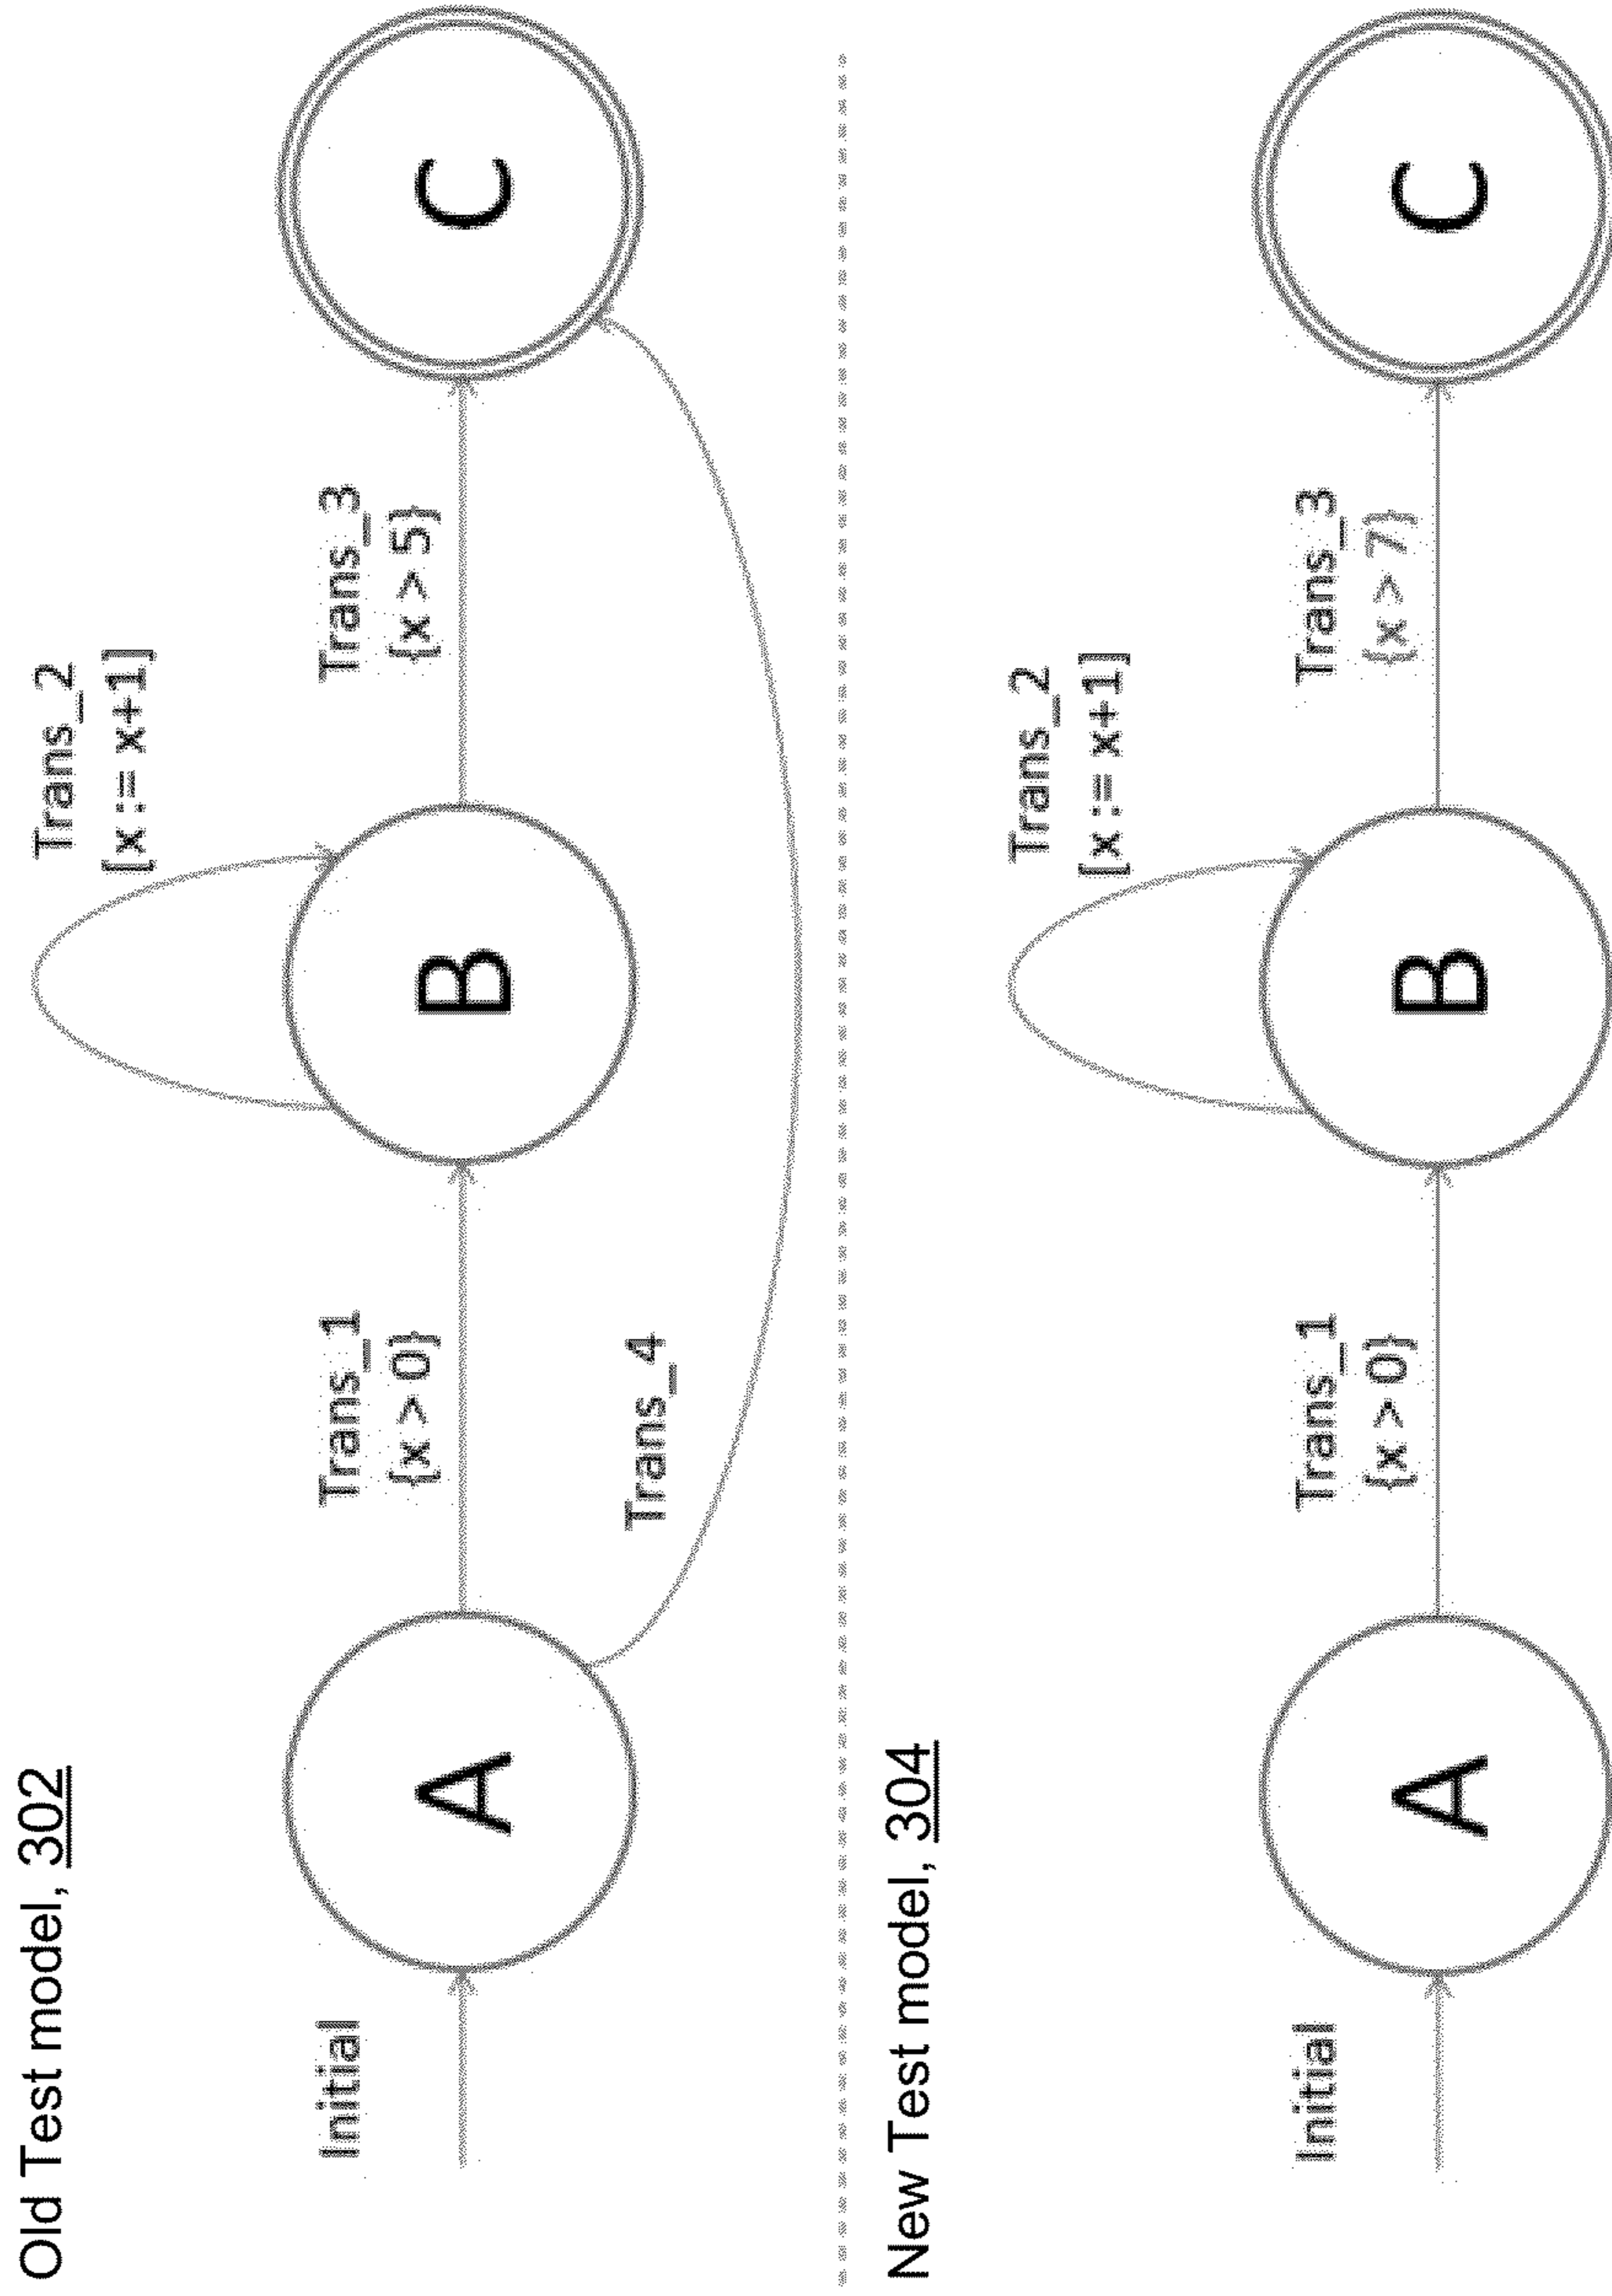 Old Test model, 302
Trans_2
[x := x+1]
Initial
A
Trans_1
{x > 0}
B
Trans_3
{x > 5}
C
Trans_4
New Test model, 304
Trans_2
[x := x+1]
Initial
A
Trans_1
{x > 0}
B
Trans_3
{x > 7}
C